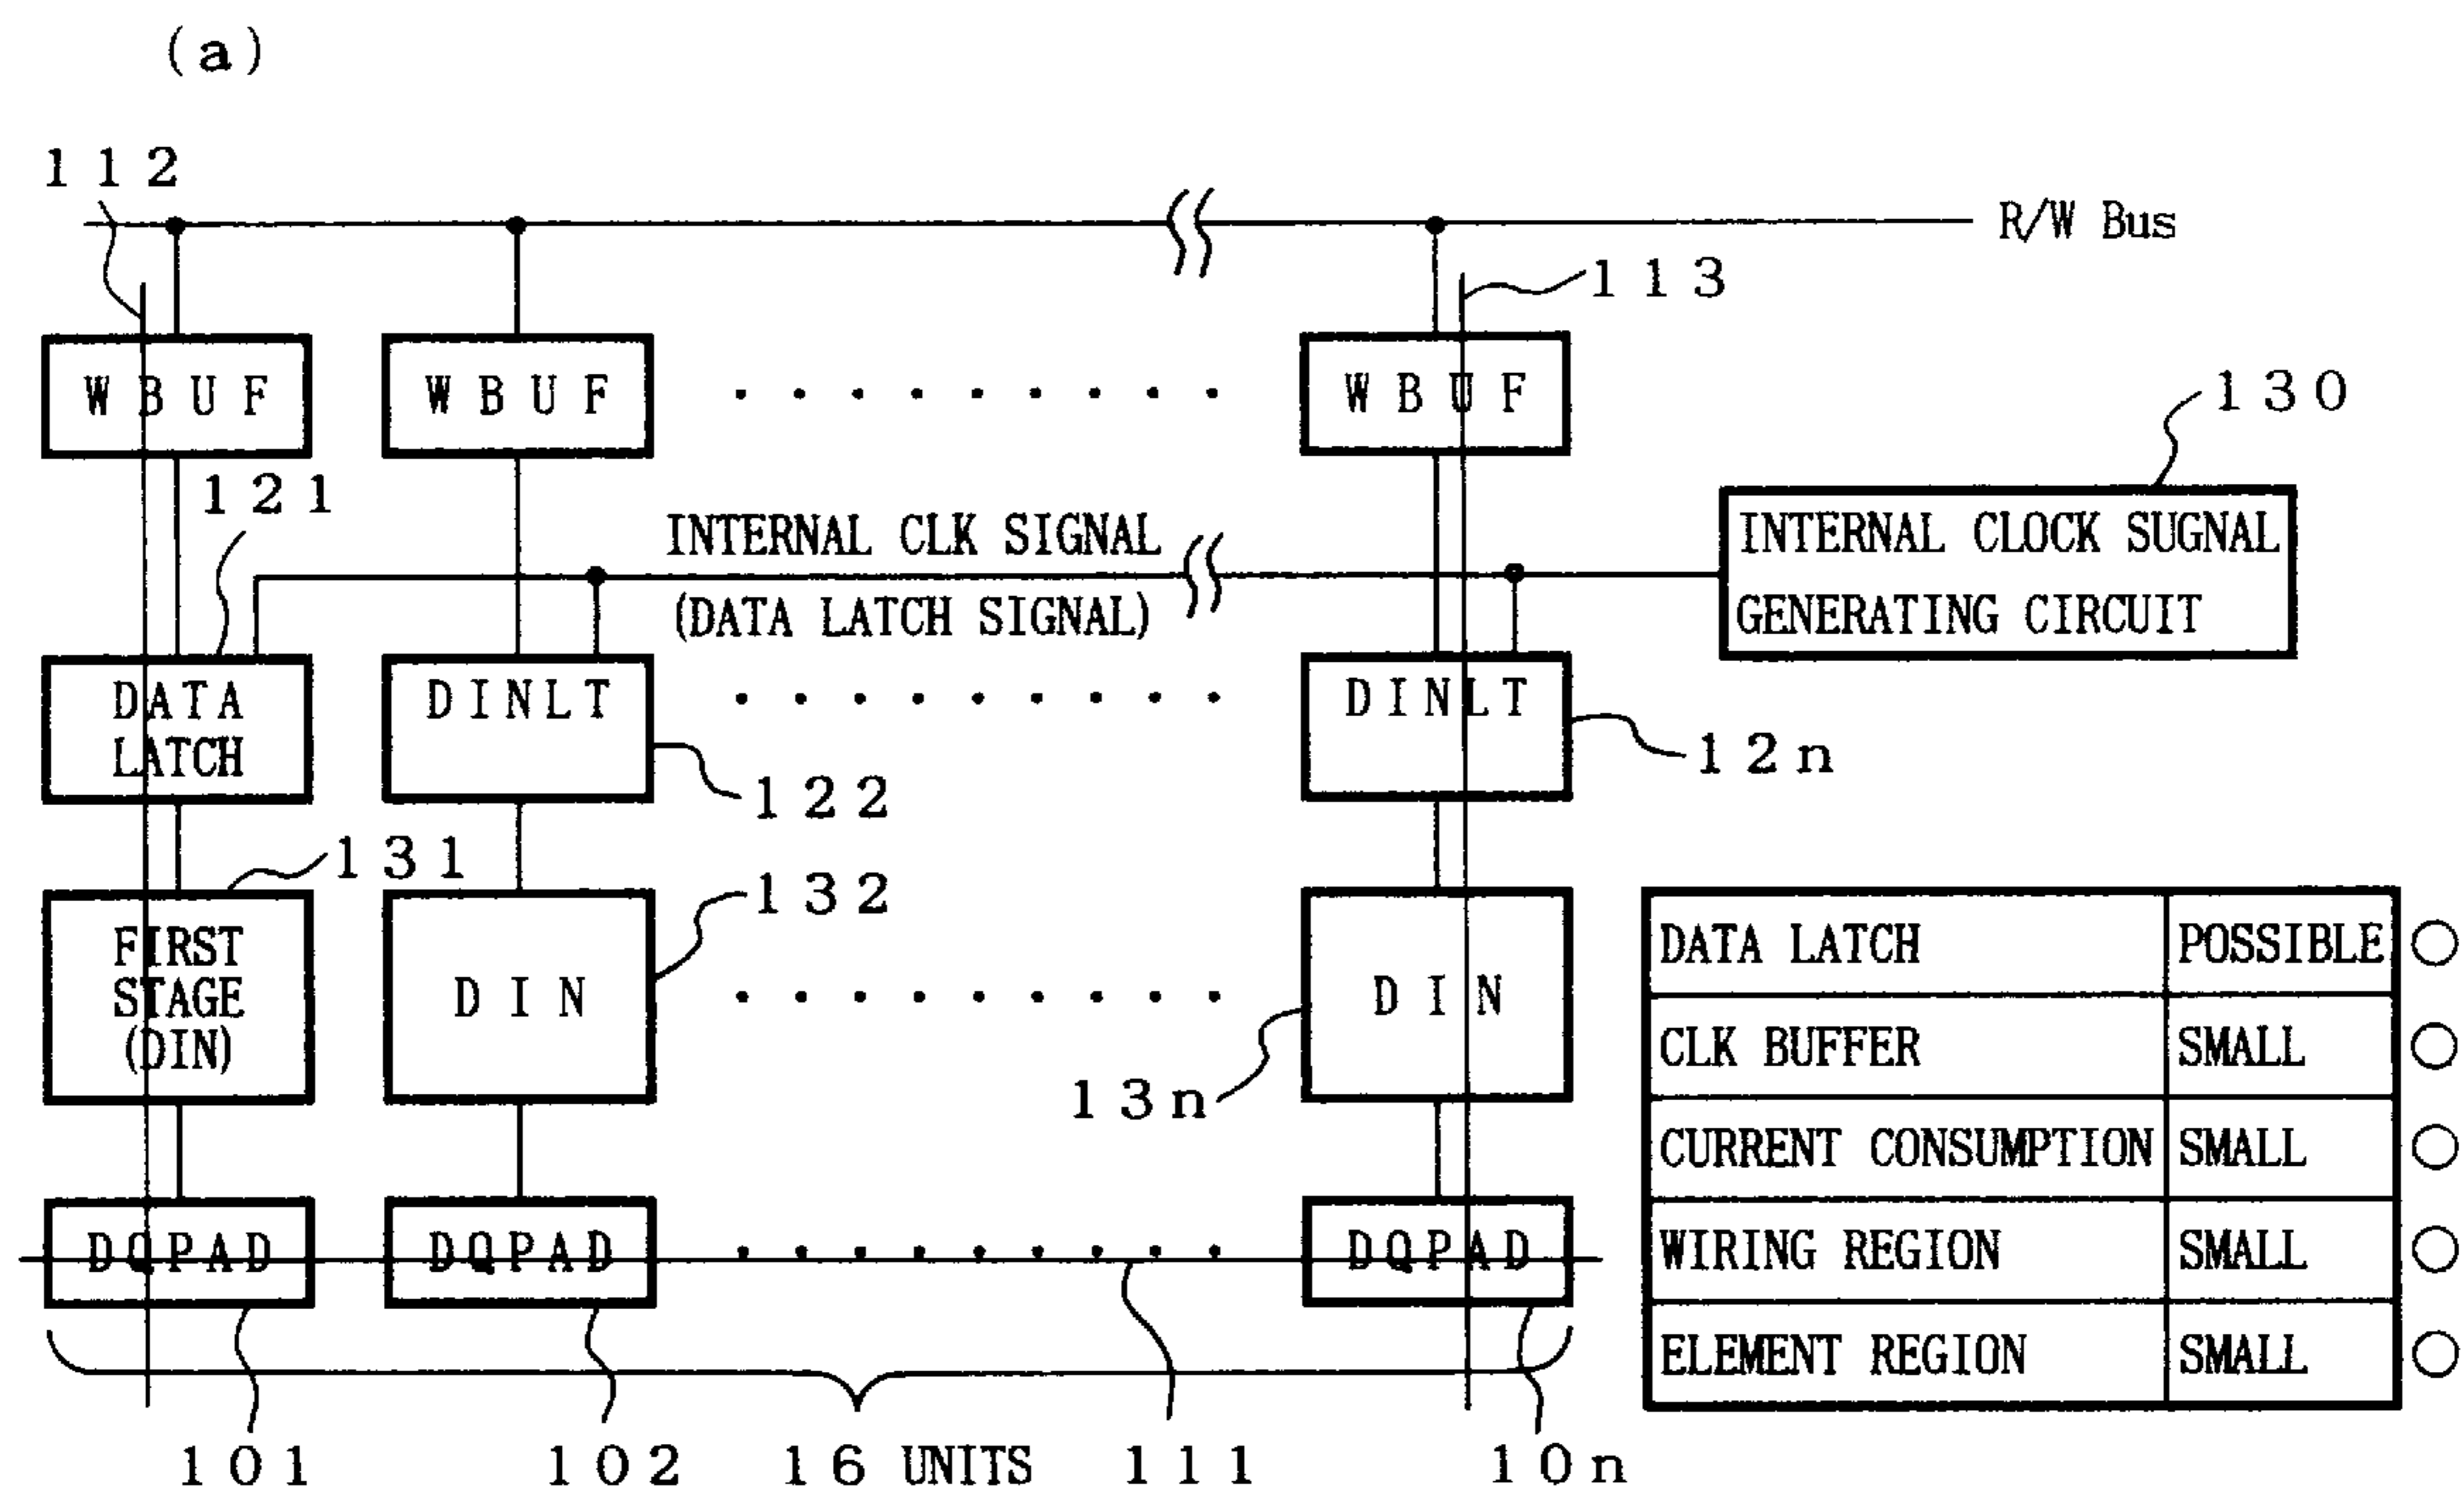 (a)
112
R/W Bus
113
WBUF
WBUF
WBUF
130
121
INTERNAL CLK SIGNAL
(DATA LATCH SIGNAL)
INTERNAL CLOCK SUGNAL
GENERATING CIRCUIT
DATA
LATCH
DINLT
DINLT
122
12n
131
132
FIRST
STAGE
(DIN)
DIN
DIN
13n
DATA LATCH POSSIBLE ○
CLK BUFFER SMALL ○
CURRENT CONSUMPTION SMALL ○
WIRING REGION SMALL ○
ELEMENT REGION SMALL ○
DQPAD
DQPAD
DQPAD
101
102
16 UNITS
111
10n